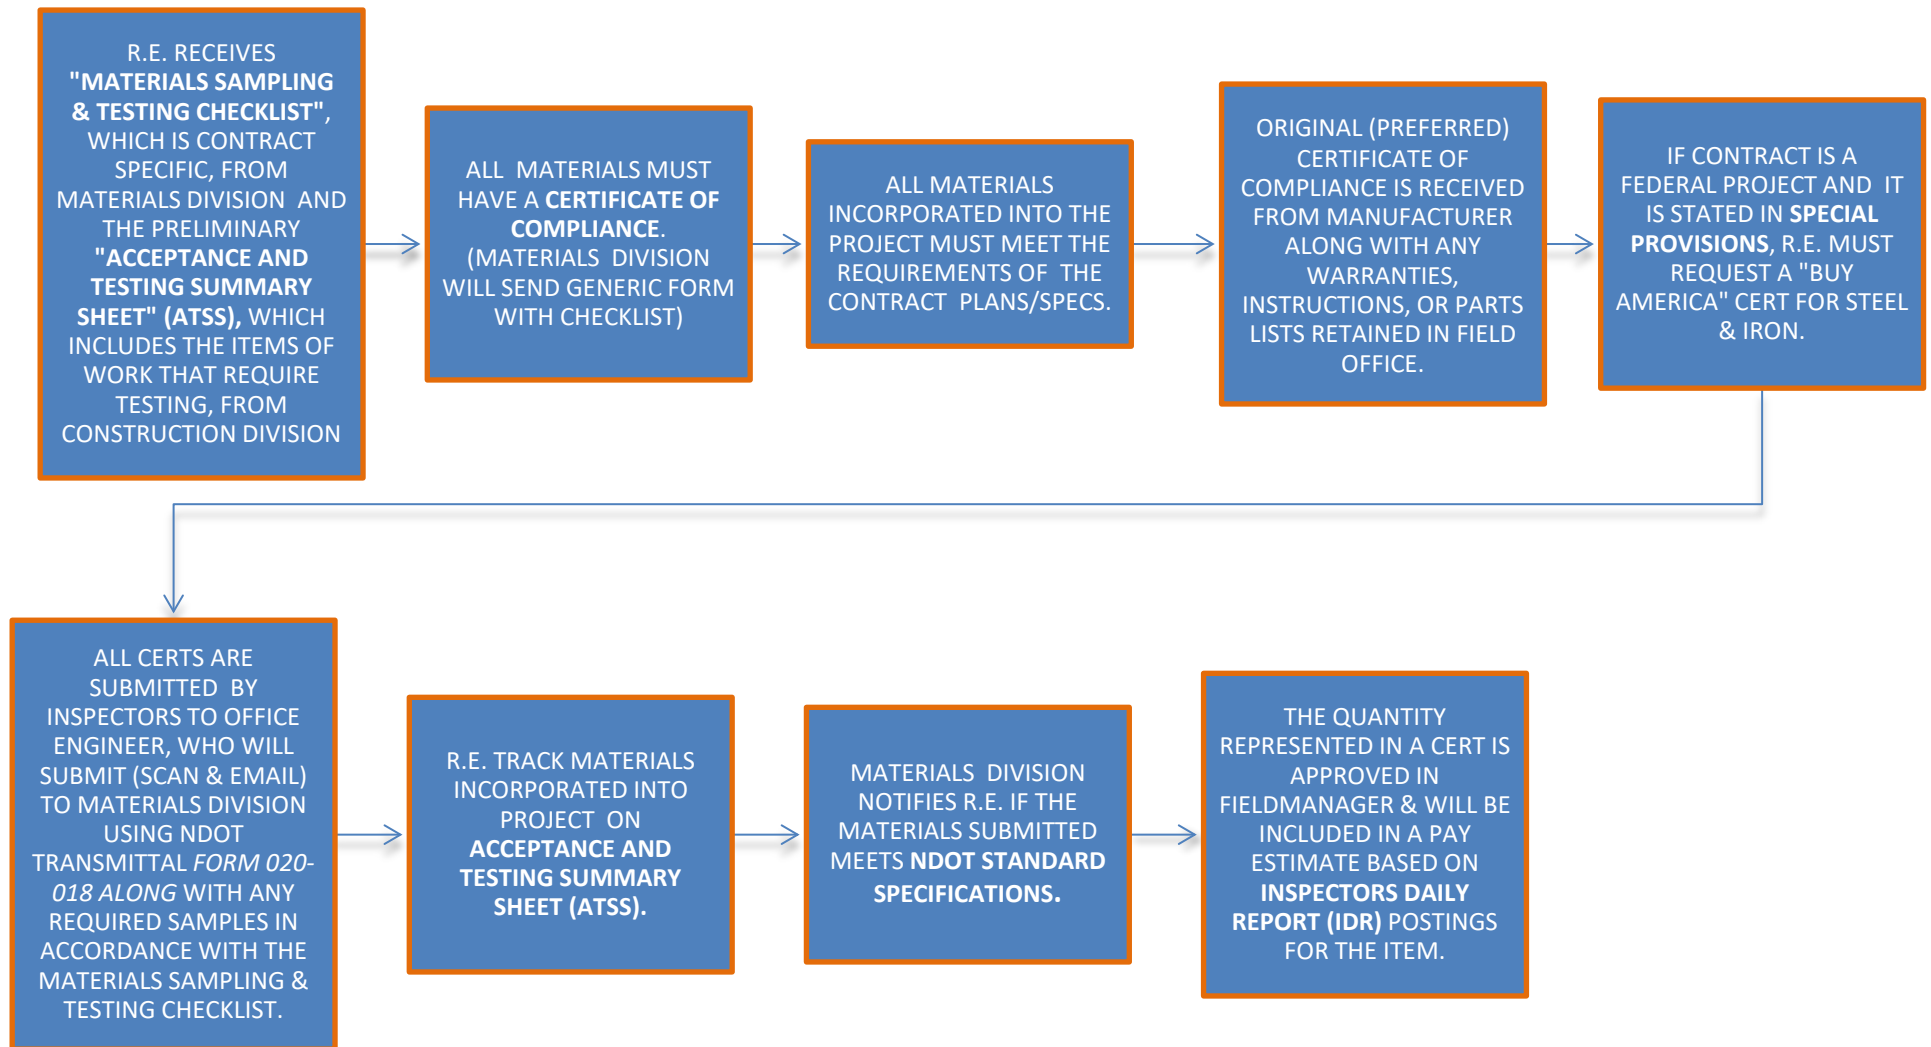 R.E. RECEIVES
"MATERIALS SAMPLING
& TESTING CHECKLIST",
WHICH IS CONTRACT
SPECIFIC, FROM
MATERIALS DIVISION AND
THE PRELIMINARY
"ACCEPTANCE AND
TESTING SUMMARY
SHEET" (ATSS), WHICH
INCLUDES THE ITEMS OF
WORK THAT REQUIRE
TESTING, FROM
CONSTRUCTION DIVISION
ALL MATERIALS MUST
HAVE A CERTIFICATE OF
COMPLIANCE.
(MATERIALS DIVISION
WILL SEND GENERIC FORM
WITH CHECKLIST)
ALL MATERIALS
INCORPORATED INTO THE
PROJECT MUST MEET THE
REQUIREMENTS OF THE
CONTRACT PLANS/SPECS.
ORIGINAL (PREFERRED)
CERTIFICATE OF
COMPLIANCE IS RECEIVED
FROM MANUFACTURER
ALONG WITH ANY
WARRANTIES,
INSTRUCTIONS, OR PARTS
LISTS RETAINED IN FIELD
OFFICE.
IF CONTRACT IS A
FEDERAL PROJECT AND IT
IS STATED IN SPECIAL
PROVISIONS, R.E. MUST
REQUEST A "BUY
AMERICA" CERT FOR STEEL
& IRON.
ALL CERTS ARE
SUBMITTED BY
INSPECTORS TO OFFICE
ENGINEER, WHO WILL
SUBMIT (SCAN & EMAIL)
TO MATERIALS DIVISION
USING NDOT
TRANSMITTAL FORM 020-
018 ALONG WITH ANY
REQUIRED SAMPLES IN
ACCORDANCE WITH THE
MATERIALS SAMPLING &
TESTING CHECKLIST.
R.E. TRACK MATERIALS
INCORPORATED INTO
PROJECT ON
ACCEPTANCE AND
TESTING SUMMARY
SHEET (ATSS).
MATERIALS DIVISION
NOTIFIES R.E. IF THE
MATERIALS SUBMITTED
MEETS NDOT STANDARD
SPECIFICATIONS.
THE QUANTITY
REPRESENTED IN A CERT IS
APPROVED IN
FIELDMANAGER & WILL BE
INCLUDED IN A PAY
ESTIMATE BASED ON
INSPECTORS DAILY
REPORT (IDR) POSTINGS
FOR THE ITEM.